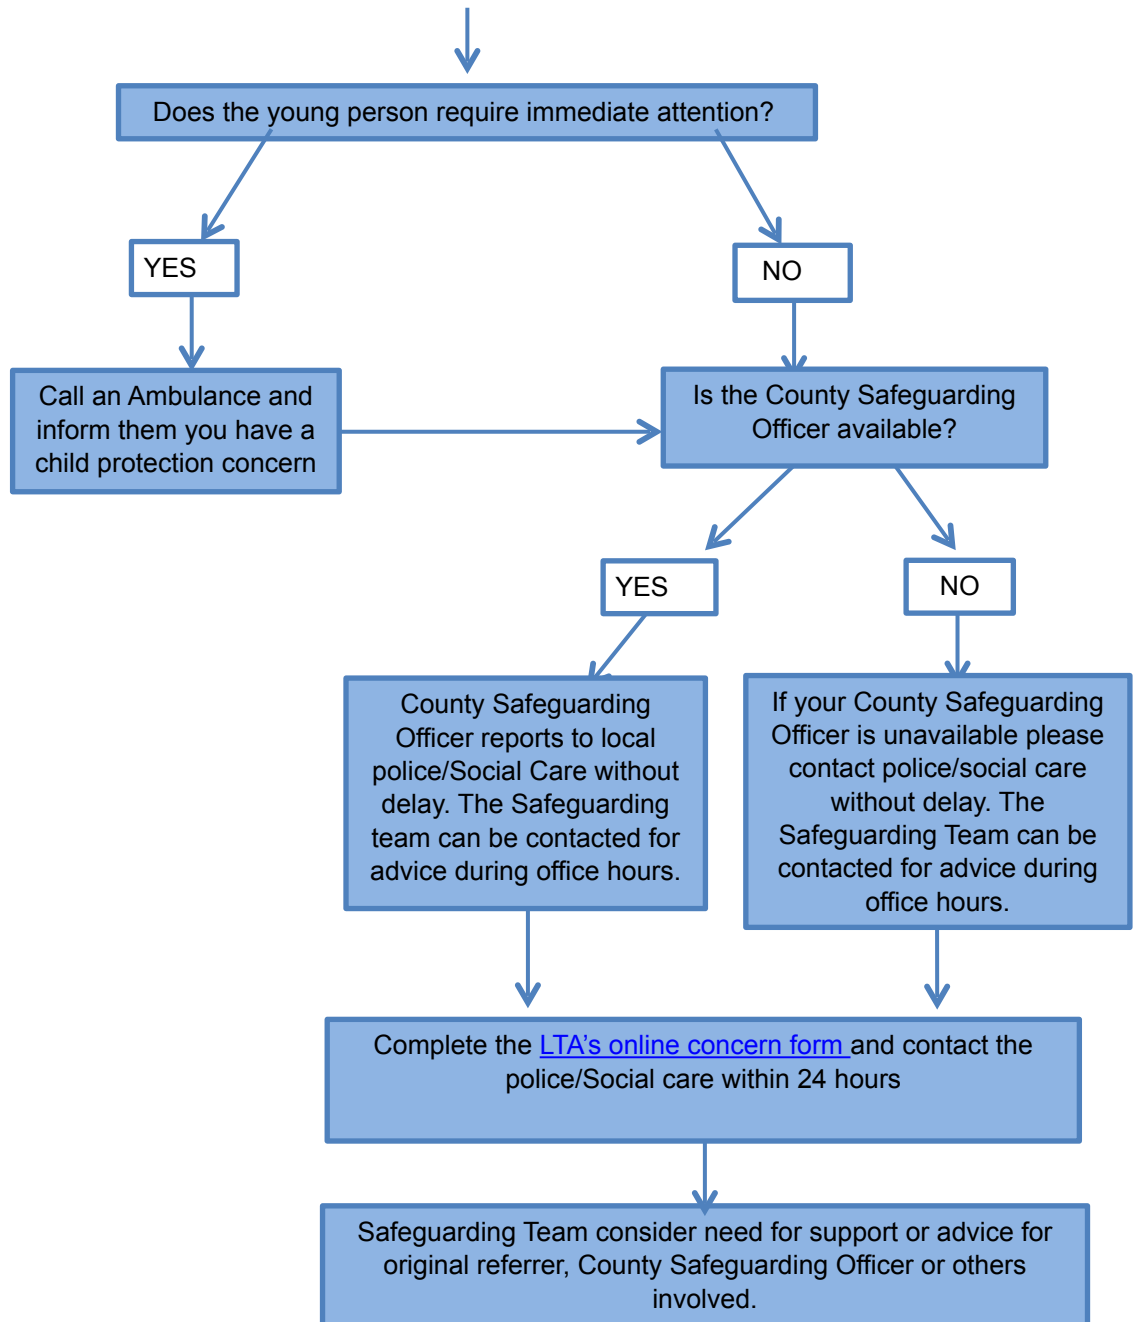 Does the young person require immediate attention?
YES
NO
Call an Ambulance and
inform them you have a
child protection concern
Is the County Safeguarding
Officer available?
YES
NO
County Safeguarding
Officer reports to local
police/Social Care without
delay. The Safeguarding
team can be contacted for
advice during office hours.
If your County Safeguarding
Officer is unavailable please
contact police/social care
without delay. The
Safeguarding Team can be
contacted for advice during
office hours.
Complete the LTA’s online concern form and contact the
police/Social care within 24 hours
Safeguarding Team consider need for support or advice for
original referrer, County Safeguarding Officer or others
involved.